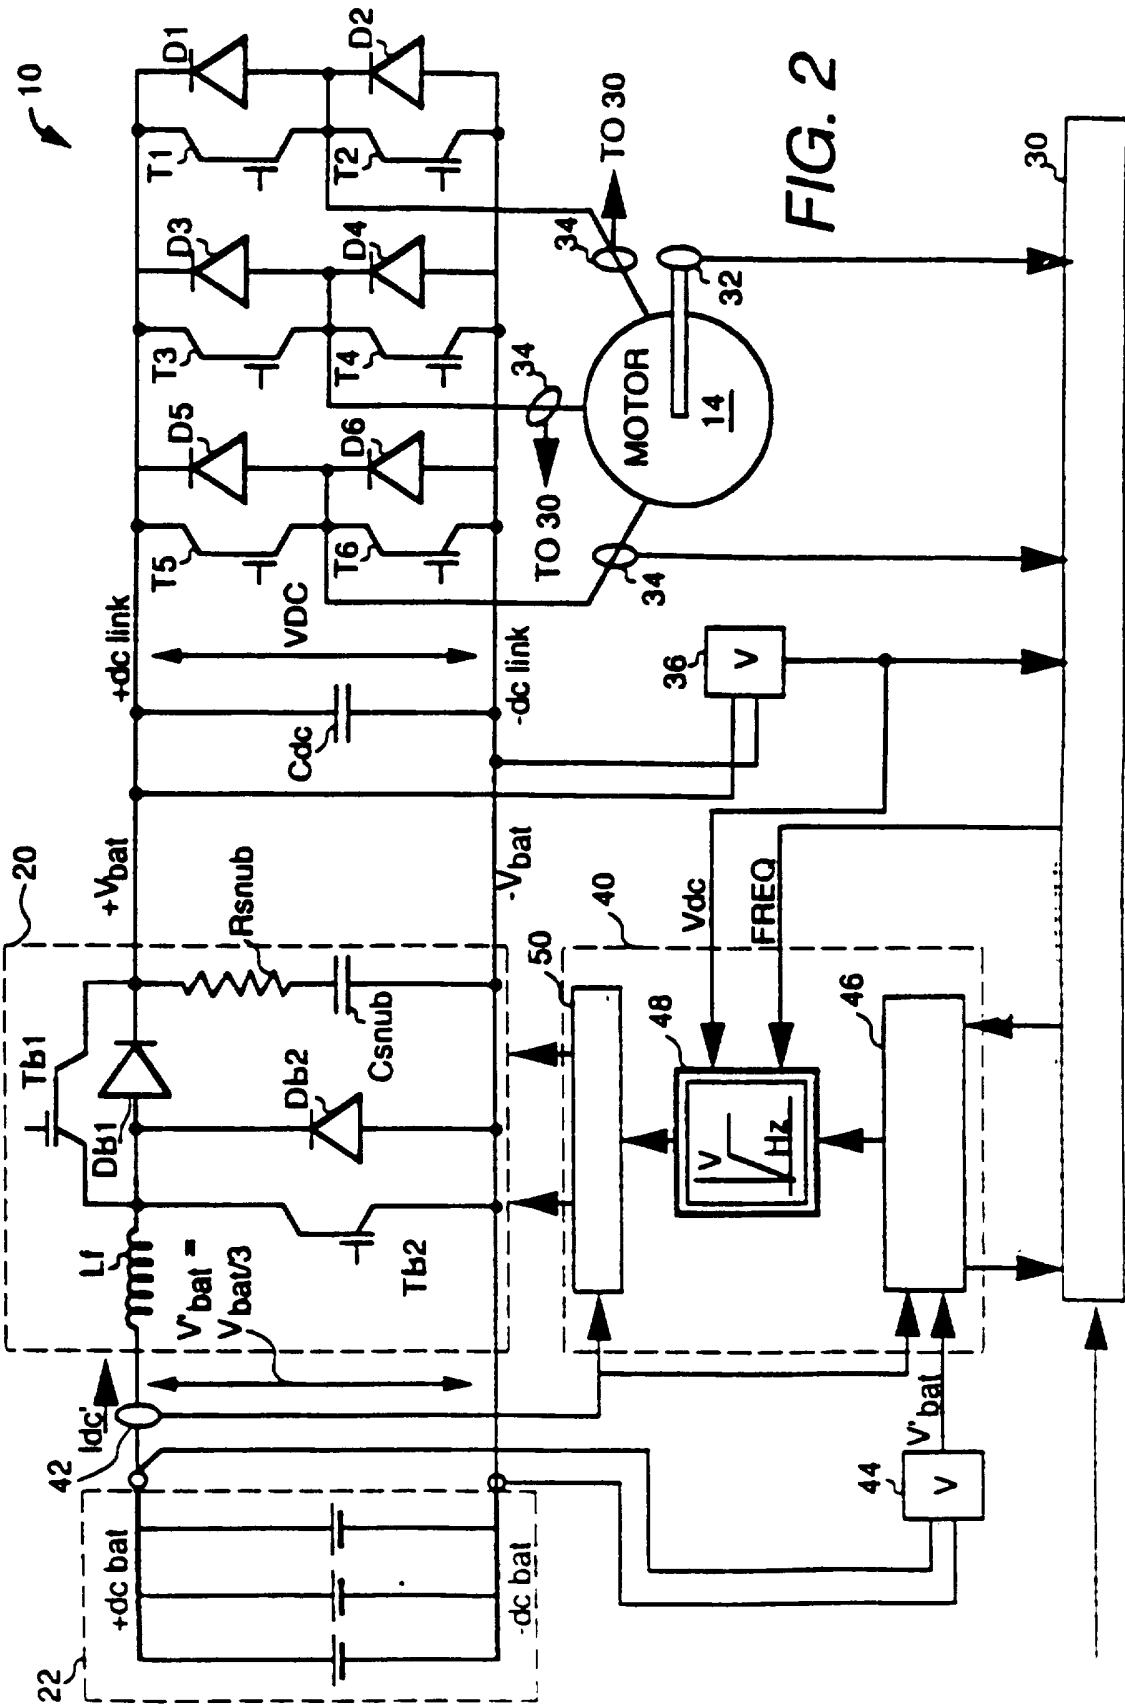 10
D1
D2
T1
T2
TO 30
34
D3
D4
T3
T4
34
TO 30
D5
D6
T5
T6
34
MOTOR
14
32
FIG. 2
30
+dc link
VDC
-dc link
Cdc
36
V
+Vbat
-Vbat
20
Rsnub
Csnub
Tb1
Db1
Db2
Tb2
Lf
V'bat =
Vbat/3
40
Vdc
FREQ
50
48
V
Hz
46
Idc'
42
V'bat
44
V
22
+dc bat
-dc bat